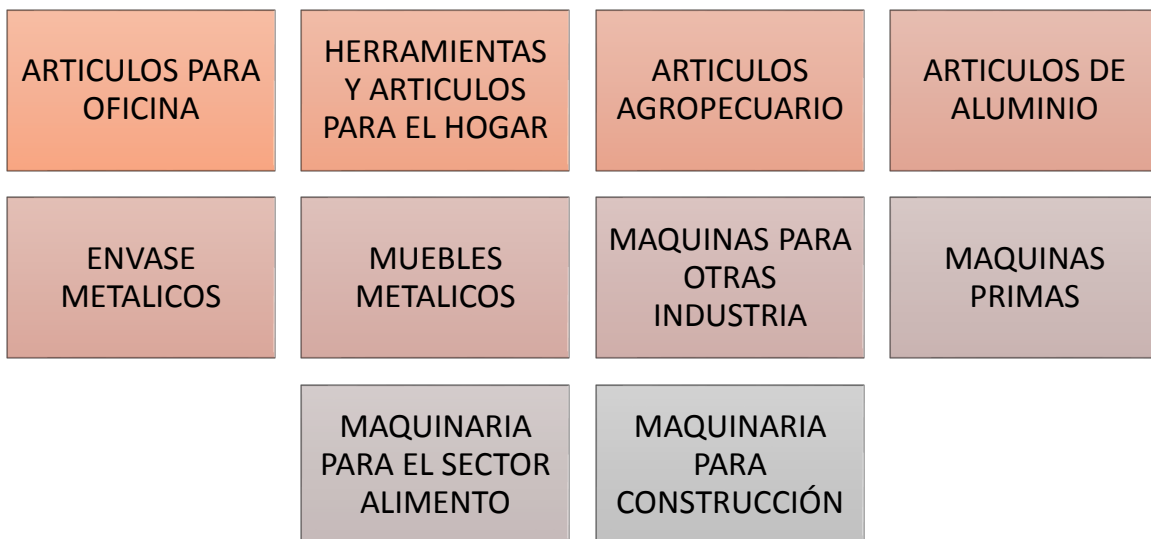 ARTICULOS PARA
OFICINA
HERRAMIENTAS
Y ARTICULOS
PARA EL HOGAR
ARTICULOS
AGROPECUARIO
ARTICULOS DE
ALUMINIO
ENVASE
METALICOS
MUEBLES
METALICOS
MAQUINAS PARA
OTRAS
INDUSTRIA
MAQUINAS
PRIMAS
MAQUINARIA
PARA EL SECTOR
ALIMENTO
MAQUINARIA
PARA
CONSTRUCCIÓN